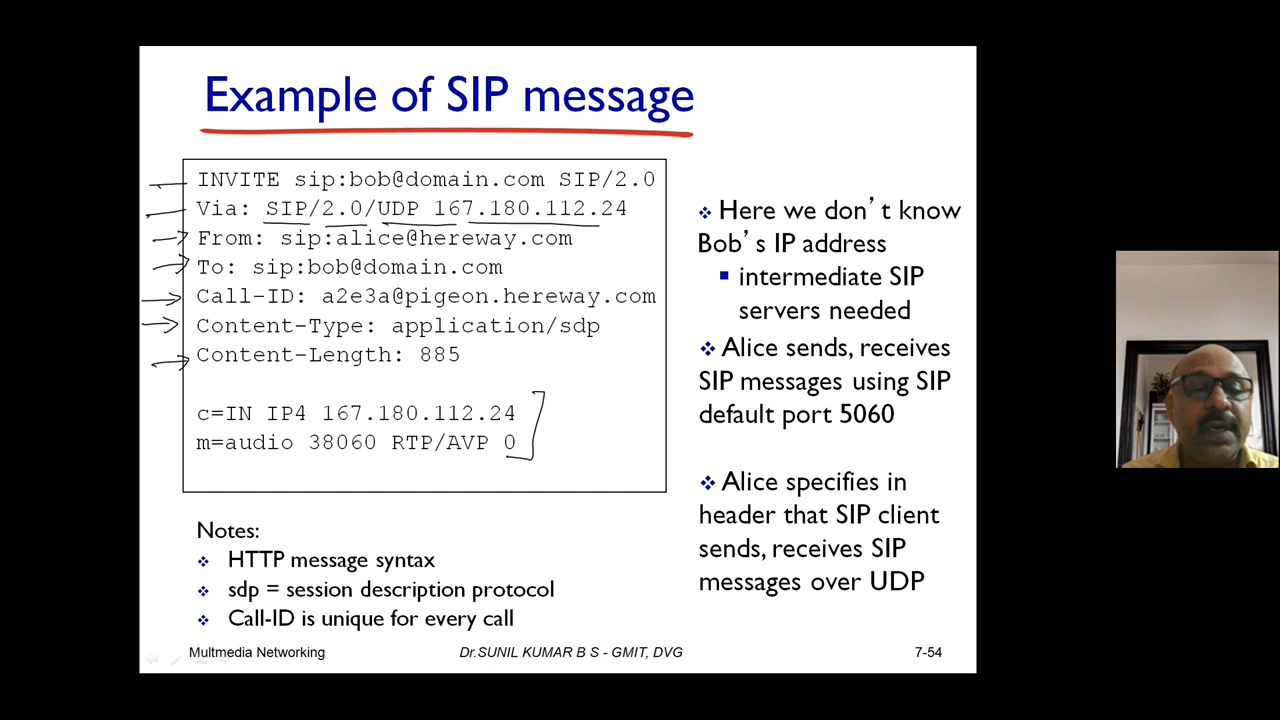 Example of SIP message
INVITE sip:bob@domain.com SIP/2.0
Via: SIP/2.0/UDP 167.180.112.24
From: sip:alice@hereway.com
To: sip:bob@domain.com
Call-ID: a2e3a@pigeon.hereway.com
Content-Type: application/sdp
Content-Length: 885
c=IN IP4 167.180.112.24
m=audio 38060 RTP/AVP 0
Notes:
HTTP message syntax
sdp = session description protocol
Call-ID is unique for every call
Here we don't know
Bob's IP address
intermediate SIP
servers needed
Alice sends, receives
SIP messages using SIP
default port 5060
Alice specifies in
header that SIP client
sends, receives SIP
messages over UDP
Multmedia Networking
Dr.SUNIL KUMAR B S - GMIT, DVG
7-54